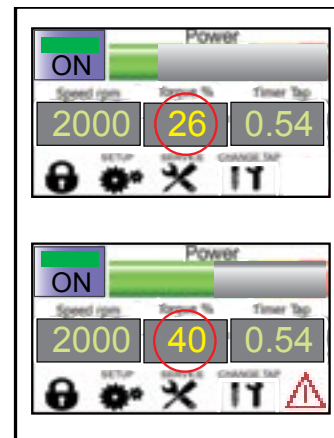 Power
ON
Speed rpm Torque % Timer Tap
2000 26 0.54
SETUP SERVICE CHANGE TAP
Power
ON
Speed rpm Torque % Timer Tap
2000 40 0.54
SETUP SERVICE CHANGE TAP